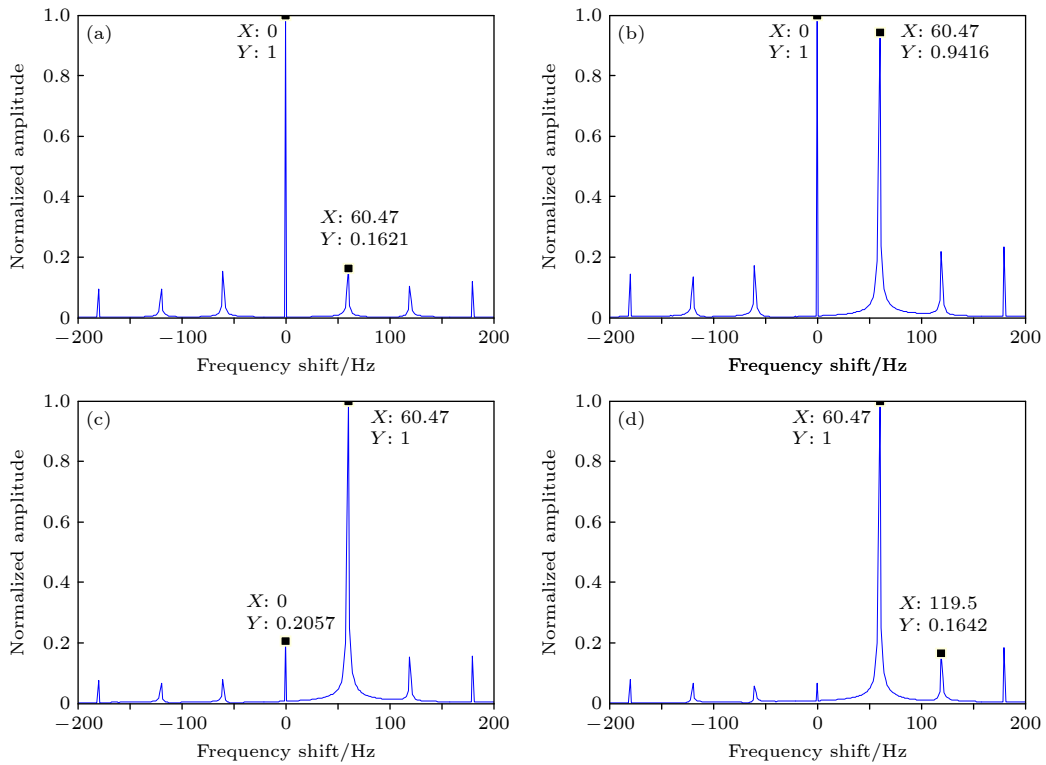 (a)
X: 0
Y: 1
X: 60.47
Y: 0.1621
Normalized amplitude
1.0
0.8
0.6
0.4
0.2
0
−200
−100
0
100
200
Frequency shift/Hz
(b)
X: 0
Y: 1
X: 60.47
Y: 0.9416
Normalized amplitude
1.0
0.8
0.6
0.4
0.2
0
−200
−100
0
100
200
Frequency shift/Hz
(c)
X: 60.47
Y: 1
X: 0
Y: 0.2057
Normalized amplitude
1.0
0.8
0.6
0.4
0.2
0
−200
−100
0
100
200
Frequency shift/Hz
(d)
X: 60.47
Y: 1
X: 119.5
Y: 0.1642
Normalized amplitude
1.0
0.8
0.6
0.4
0.2
0
−200
−100
0
100
200
Frequency shift/Hz